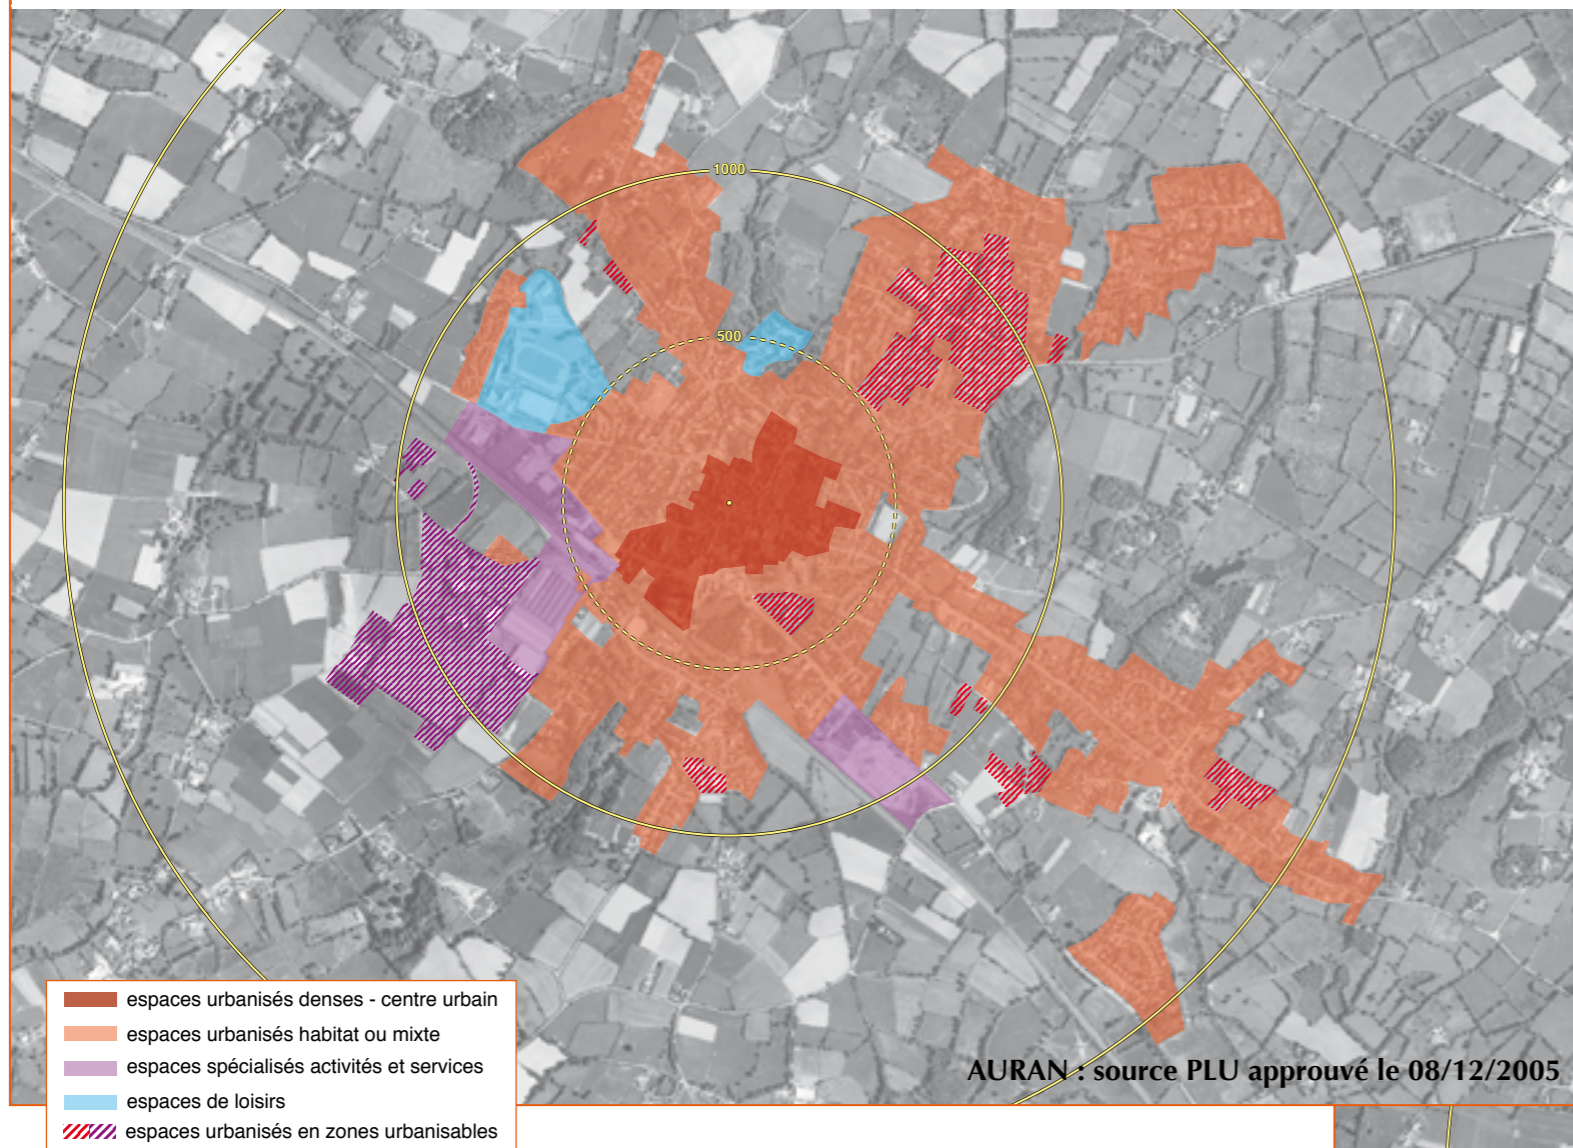 1000
500
espaces urbanisés denses - centre urbain
espaces urbanisés habitat ou mixte
espaces spécialisés activités et services
espaces de loisirs
espaces urbanisés en zones urbanisables
AURAN : source PLU approuvé le 08/12/2005